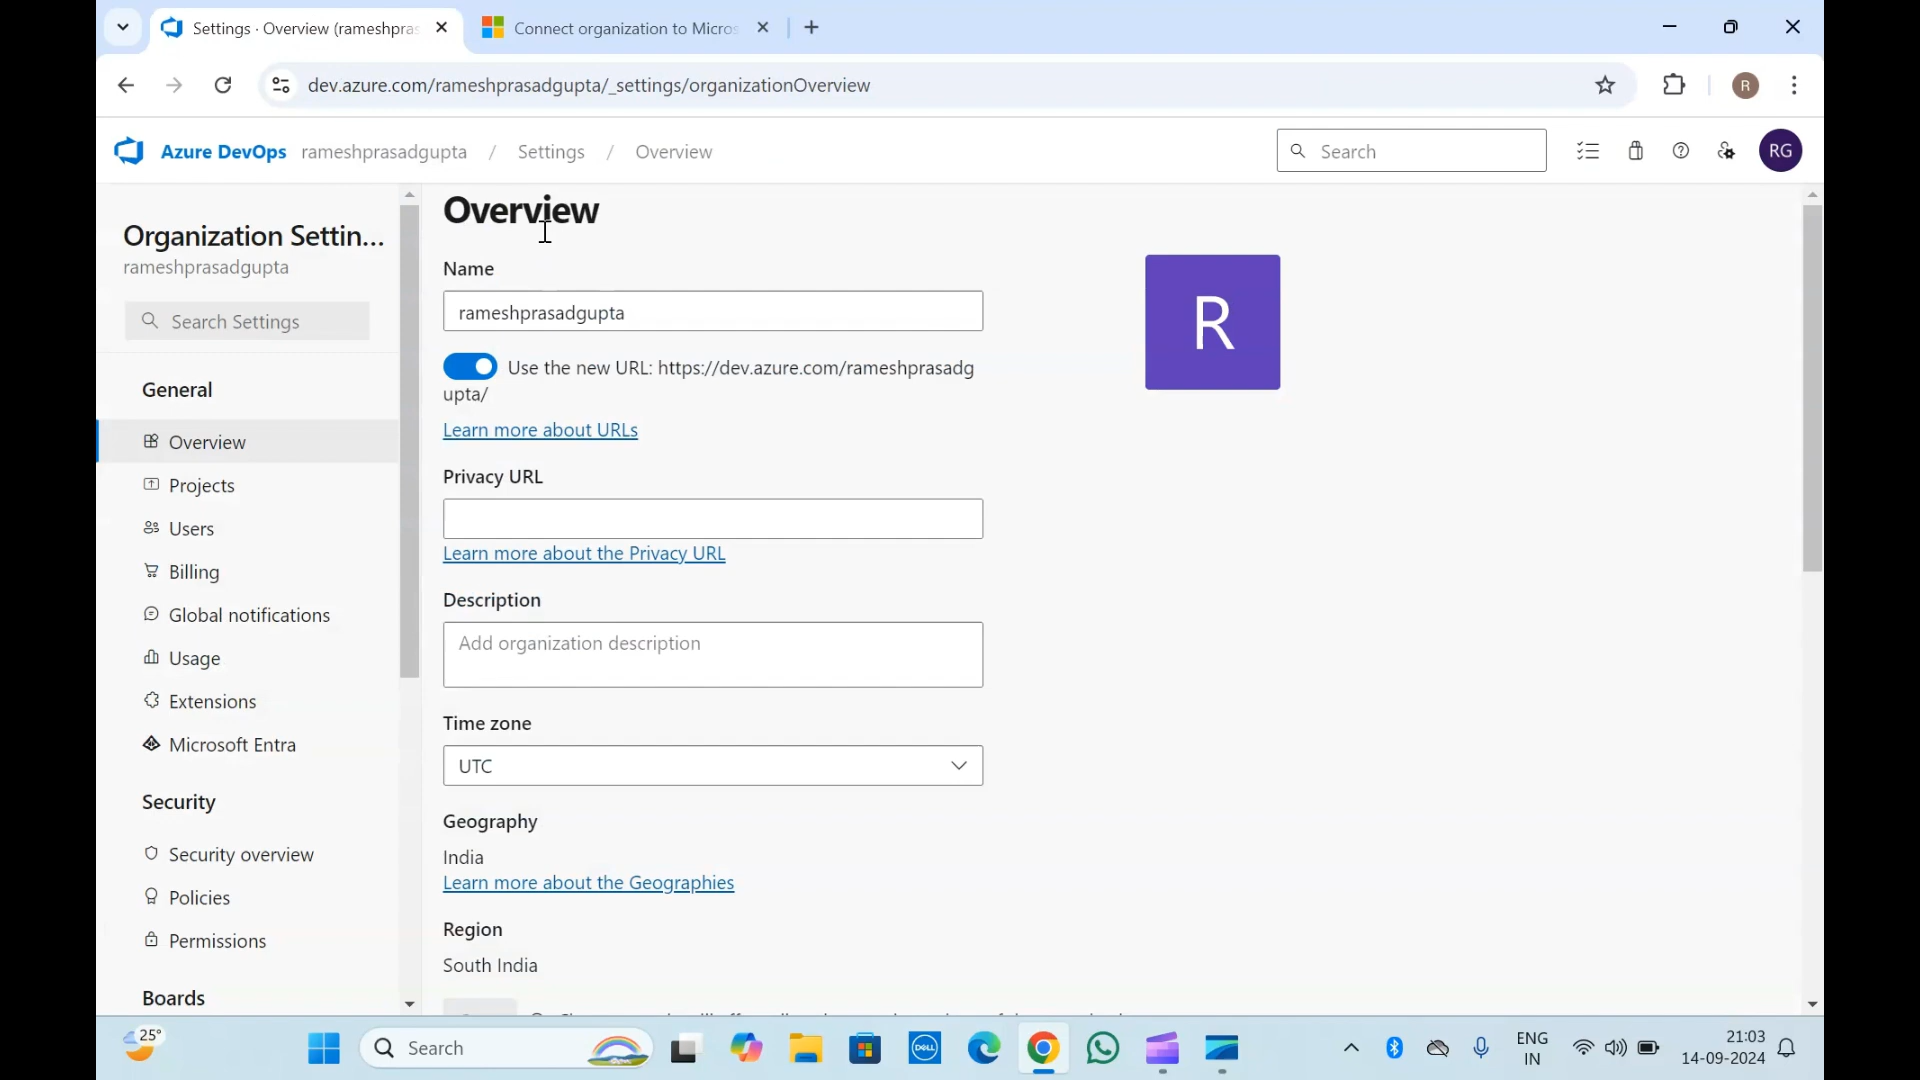 Settings · Overview (rameshpras
Connect organization to Micros
dev.azure.com/rameshprasadgupta/_settings/organizationOverview
R
Azure DevOps rameshprasadgupta / Settings / Overview
Search
RG
Organization Settin...
rameshprasadgupta
Search Settings
General
Overview
Projects
Users
Billing
Global notifications
Usage
Extensions
Microsoft Entra
Security
Security overview
Policies
Permissions
Boards
Overview
Name
rameshprasadgupta
Use the new URL: https://dev.azure.com/rameshprasadg
upta/
Learn more about URLs
Privacy URL
Learn more about the Privacy URL
Description
Add organization description
Time zone
UTC
Geography
India
Learn more about the Geographies
Region
South India
R
25°
Search
DELL
ENG
IN
21:03
14-09-2024